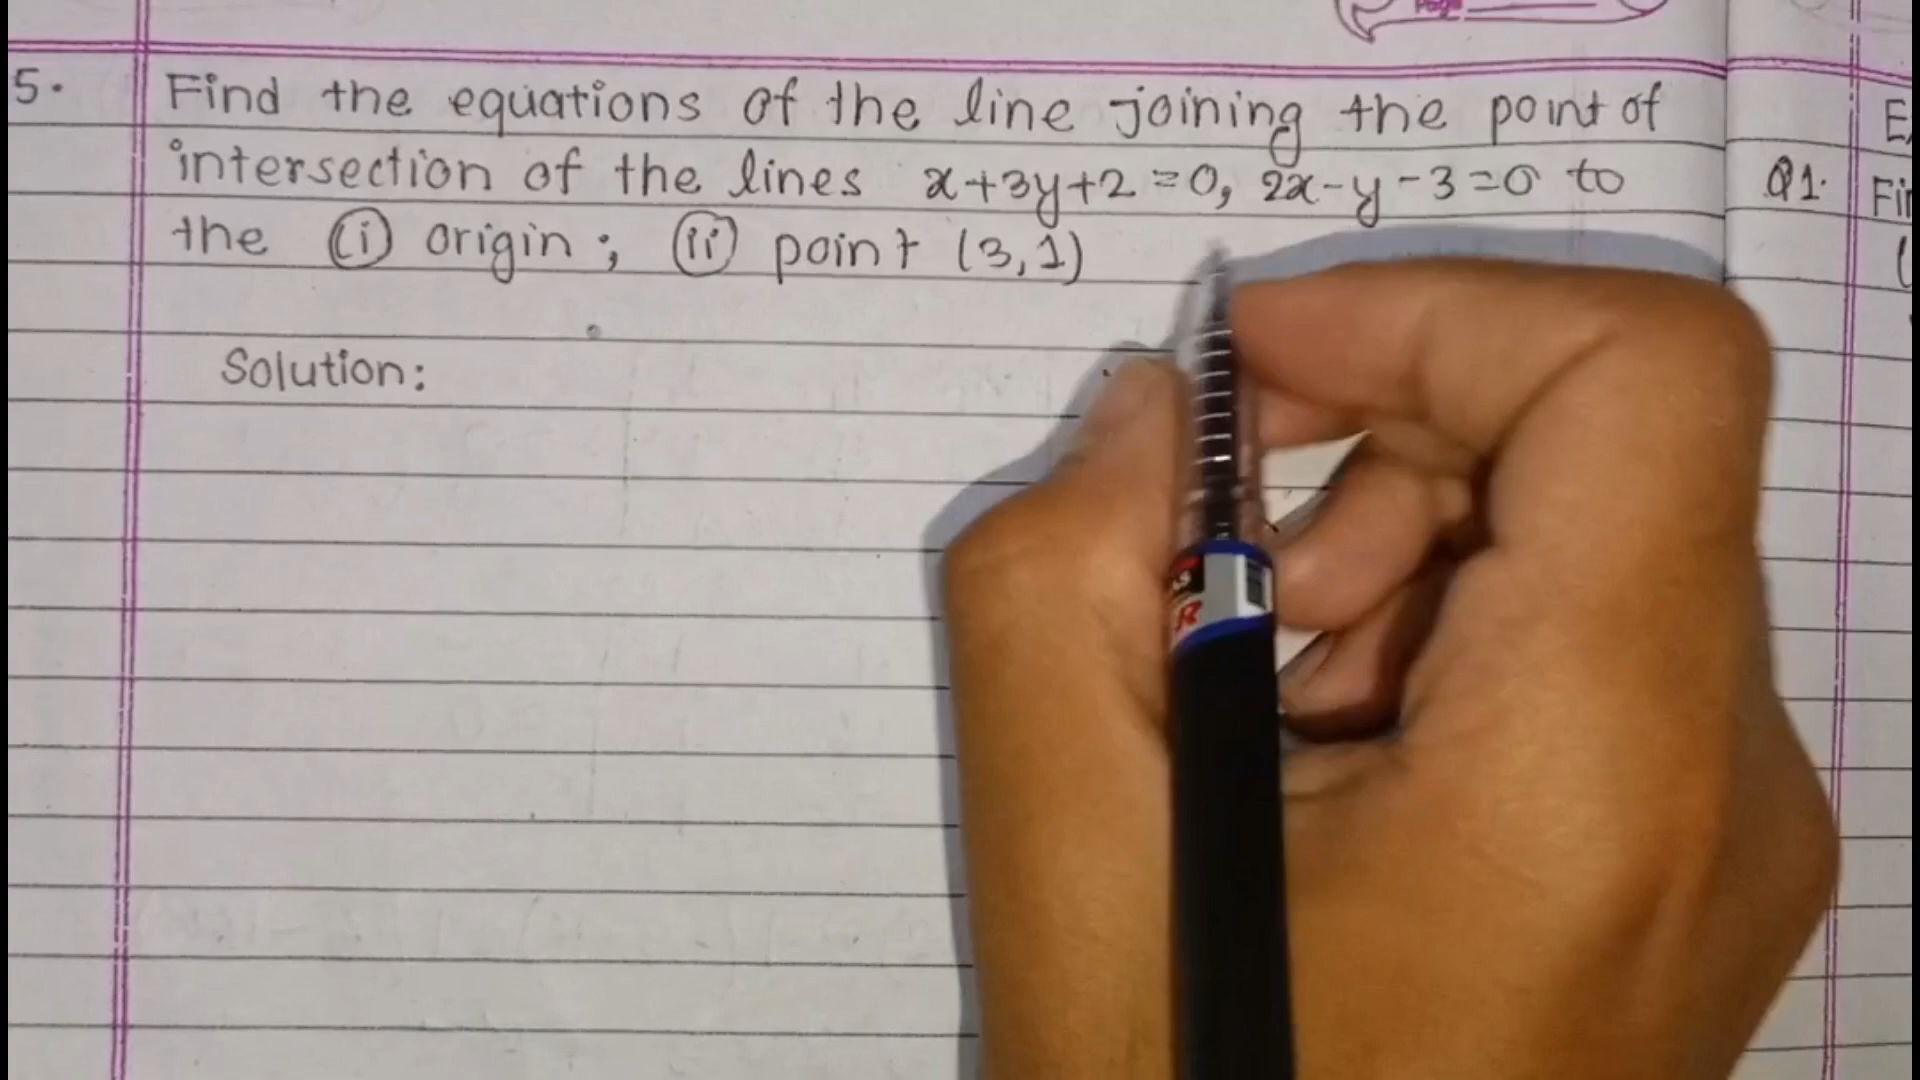 Page
5. Find the equations of the line joining the point of
intersection of the lines x+3y+2=0, 2x-y-3=0 to
the (i) origin; (ii) point (3,1)
Solution:
Q1.
R